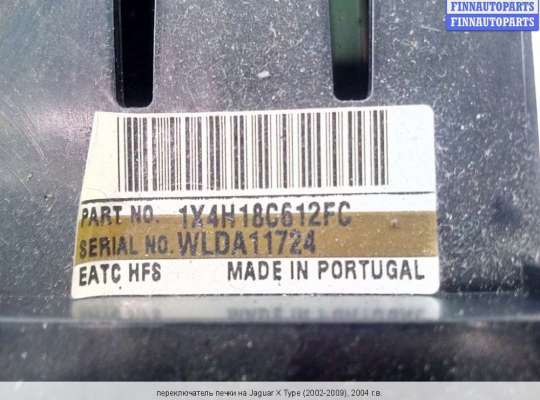 FINNAUTOPARTS
FINNAUTOPARTS
FINNAUTOPARTS
PART NO. 1X4H18C612FC
SERIAL NO. WLDA11724
EATC HFS MADE IN PORTUGAL
переключатель печки на Jaguar X Type (2002-2009), 2004 г.в.